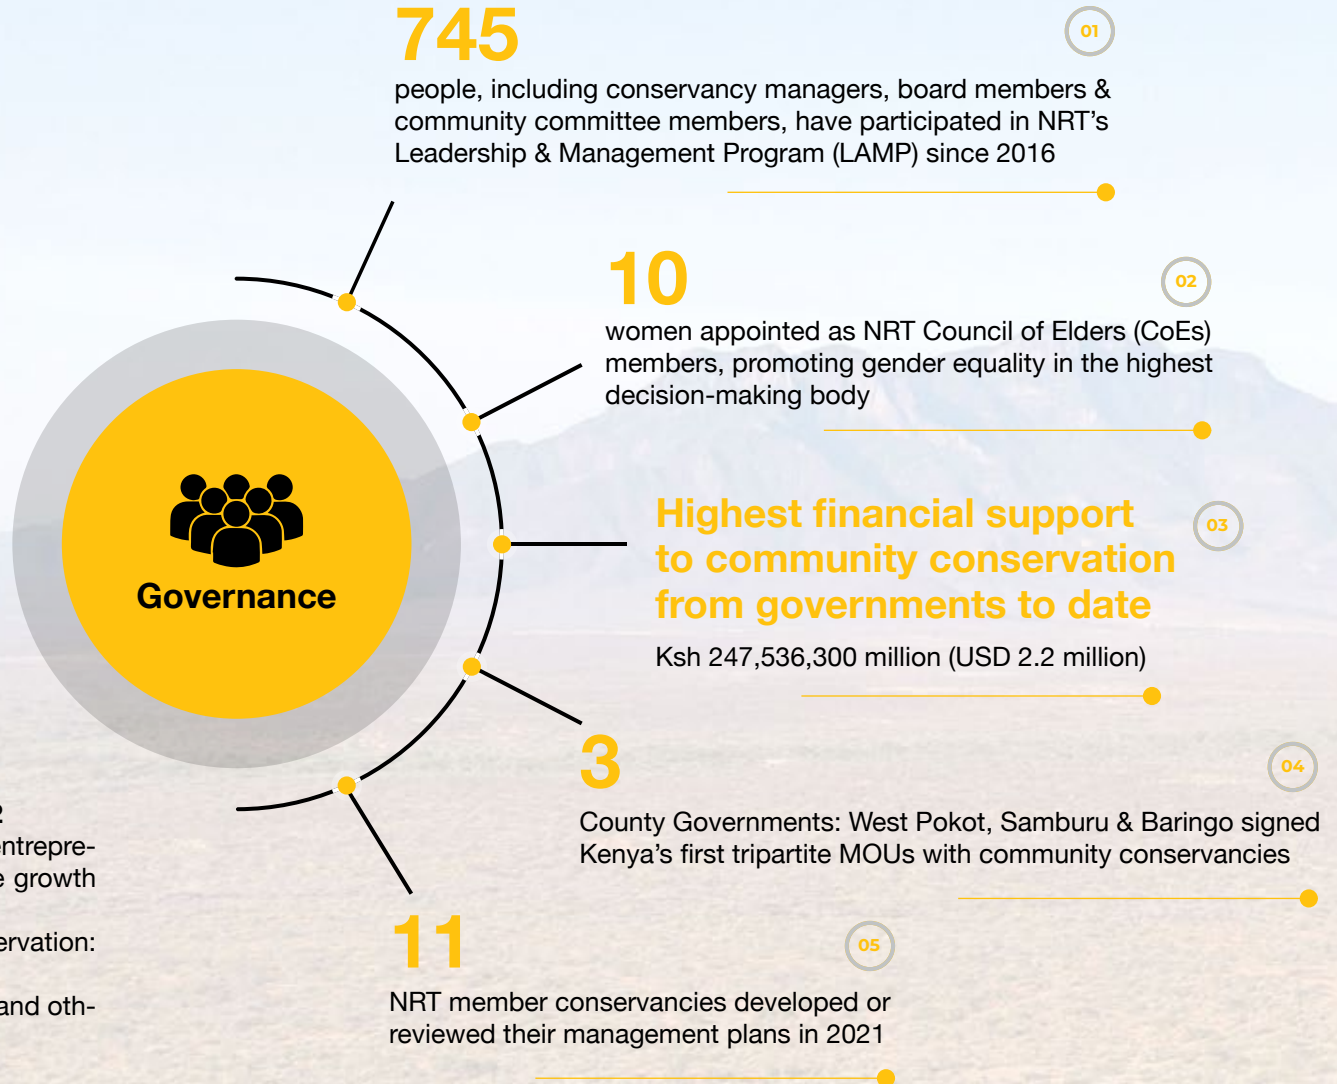 745
01
people, including conservancy managers, board members &
community committee members, have participated in NRT's
Leadership & Management Program (LAMP) since 2016
10
02
women appointed as NRT Council of Elders (CoEs)
members, promoting gender equality in the highest
decision-making body
Highest financial support
to community conservation
from governments to date
03
Ksh 247,536,300 million (USD 2.2 million)
Governance
3
04
County Governments: West Pokot, Samburu & Baringo signed
Kenya's first tripartite MOUs with community conservancies
11
05
NRT member conservancies developed or
reviewed their management plans in 2021
entrepre-
growth
and oth-